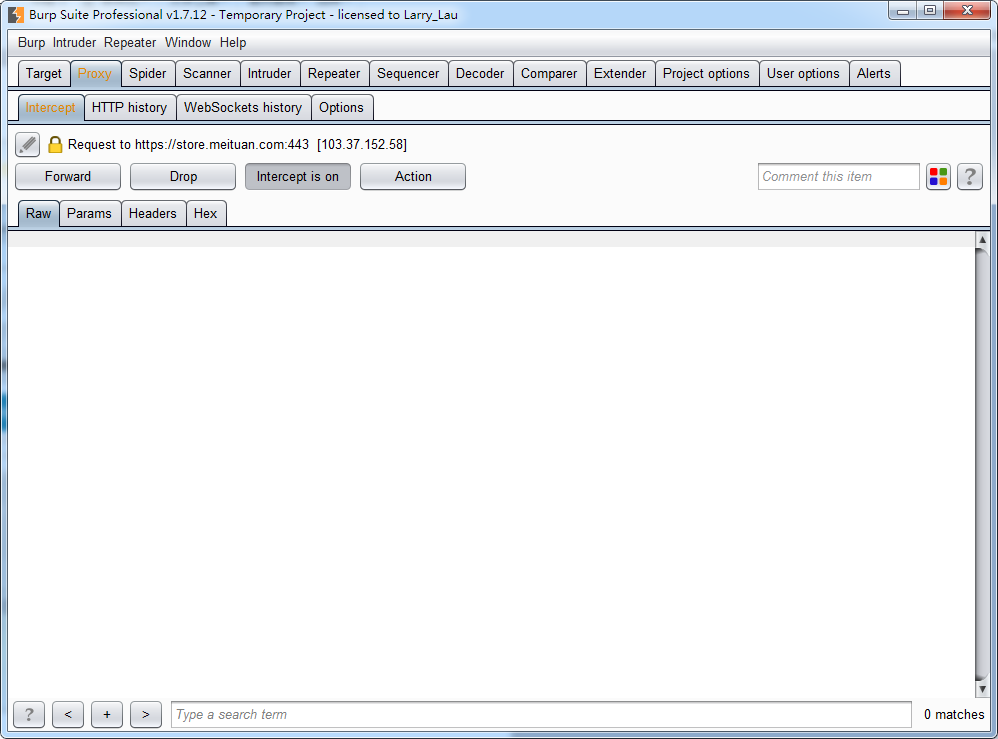 Burp Suite Professional v1.7.12 - Temporary Project - licensed to Larry_Lau
Burp Intruder Repeater Window Help
Target Proxy Spider Scanner Intruder Repeater Sequencer Decoder Comparer Extender Project options User options Alerts
Intercept HTTP history WebSockets history Options
Request to https://store.meituan.com:443 [103.37.152.58]
Forward Drop Intercept is on Action Comment this item ?
Raw Params Headers Hex
? < + > Type a search term 0 matches